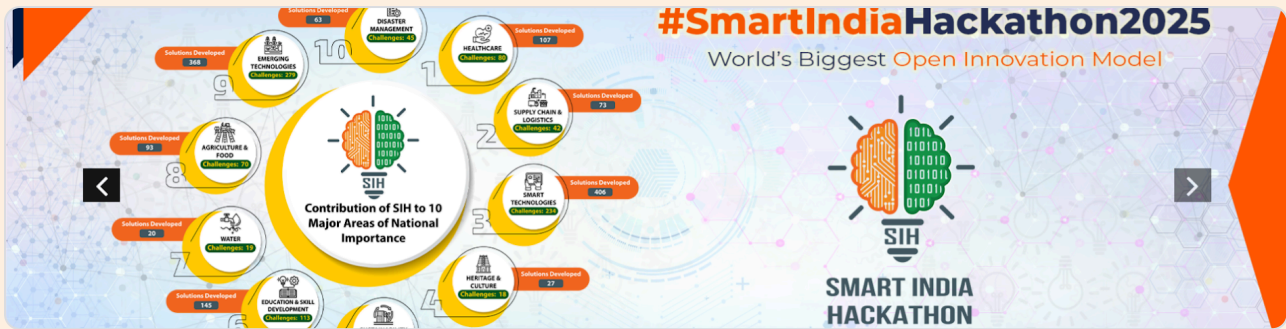 #SmartIndiaHackathon2025
World's Biggest Open Innovation Model
Contribution of SIH to 10
Major Areas of National
Importance
SIH
1
HEALTHCARE
Challenges: 80
Solutions Developed
107
2
SUPPLY CHAIN &
LOGISTICS
Challenges: 42
Solutions Developed
73
3
SMART
TECHNOLOGIES
Challenges: 234
Solutions Developed
406
4
HERITAGE &
CULTURE
Challenges: 18
Solutions Developed
27
6
EDUCATION & SKILL
DEVELOPMENT
Challenges: 113
Solutions Developed
145
7
WATER
Challenges: 19
Solutions Developed
20
8
AGRICULTURE &
FOOD
Challenges: 70
Solutions Developed
93
9
EMERGING
TECHNOLOGIES
Challenges: 279
Solutions Developed
368
10
DISASTER
MANAGEMENT
Challenges: 45
Solutions Developed
63
SIH
SMART INDIA
HACKATHON